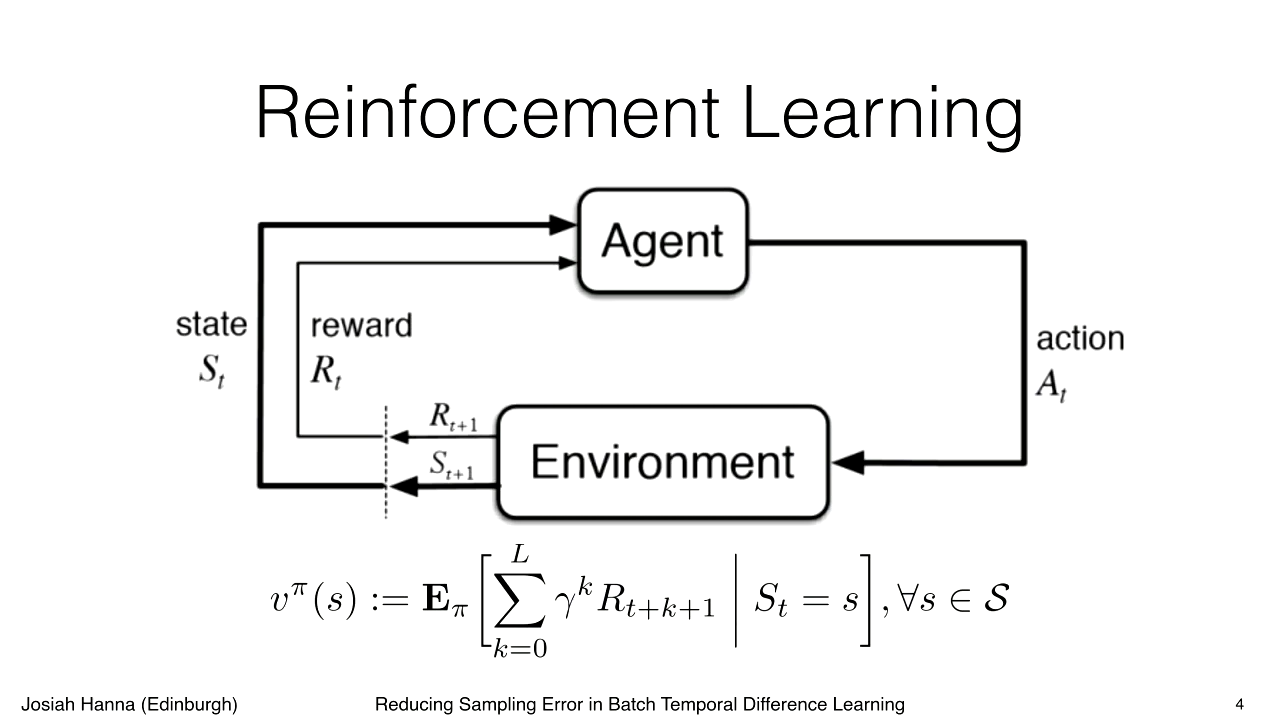 Reinforcement Learning
Agent
state
S_t
reward
R_t
action
A_t
R_{t+1}
S_{t+1}
Environment
v^π(s) := E_π[∑_{k=0}^{L} γ^k R_{t+k+1} | S_t = s], ∀s ∈ 𝒮
Josiah Hanna (Edinburgh)
Reducing Sampling Error in Batch Temporal Difference Learning
4